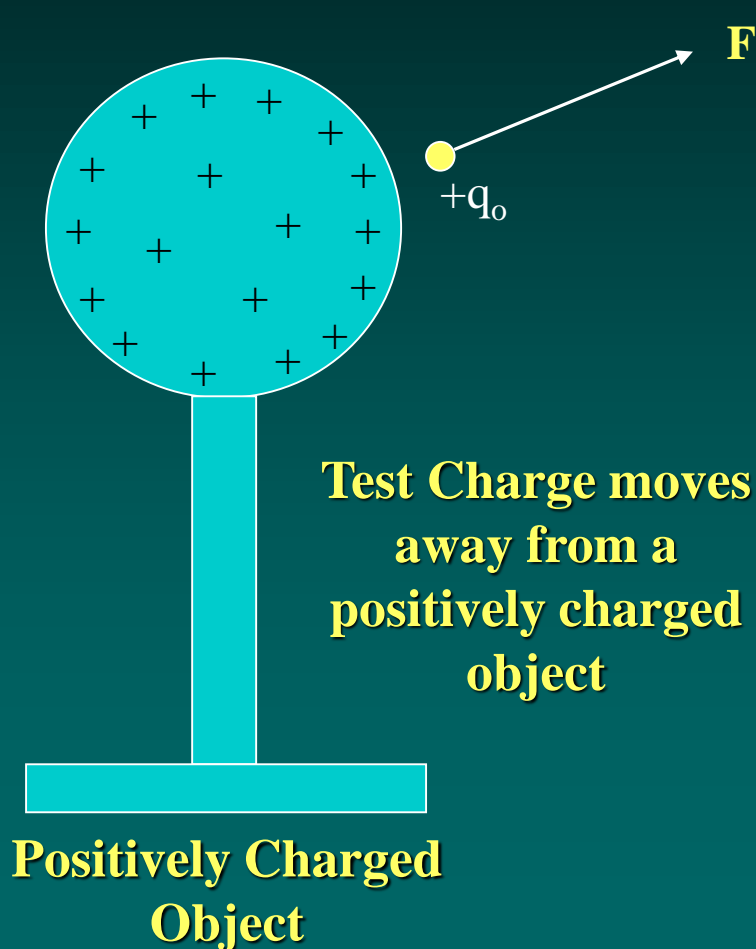 F
+ + + + + + + + + + + + + + + + + + +
+qₒ
Test Charge moves
away from a
positively charged
object
Positively Charged
Object